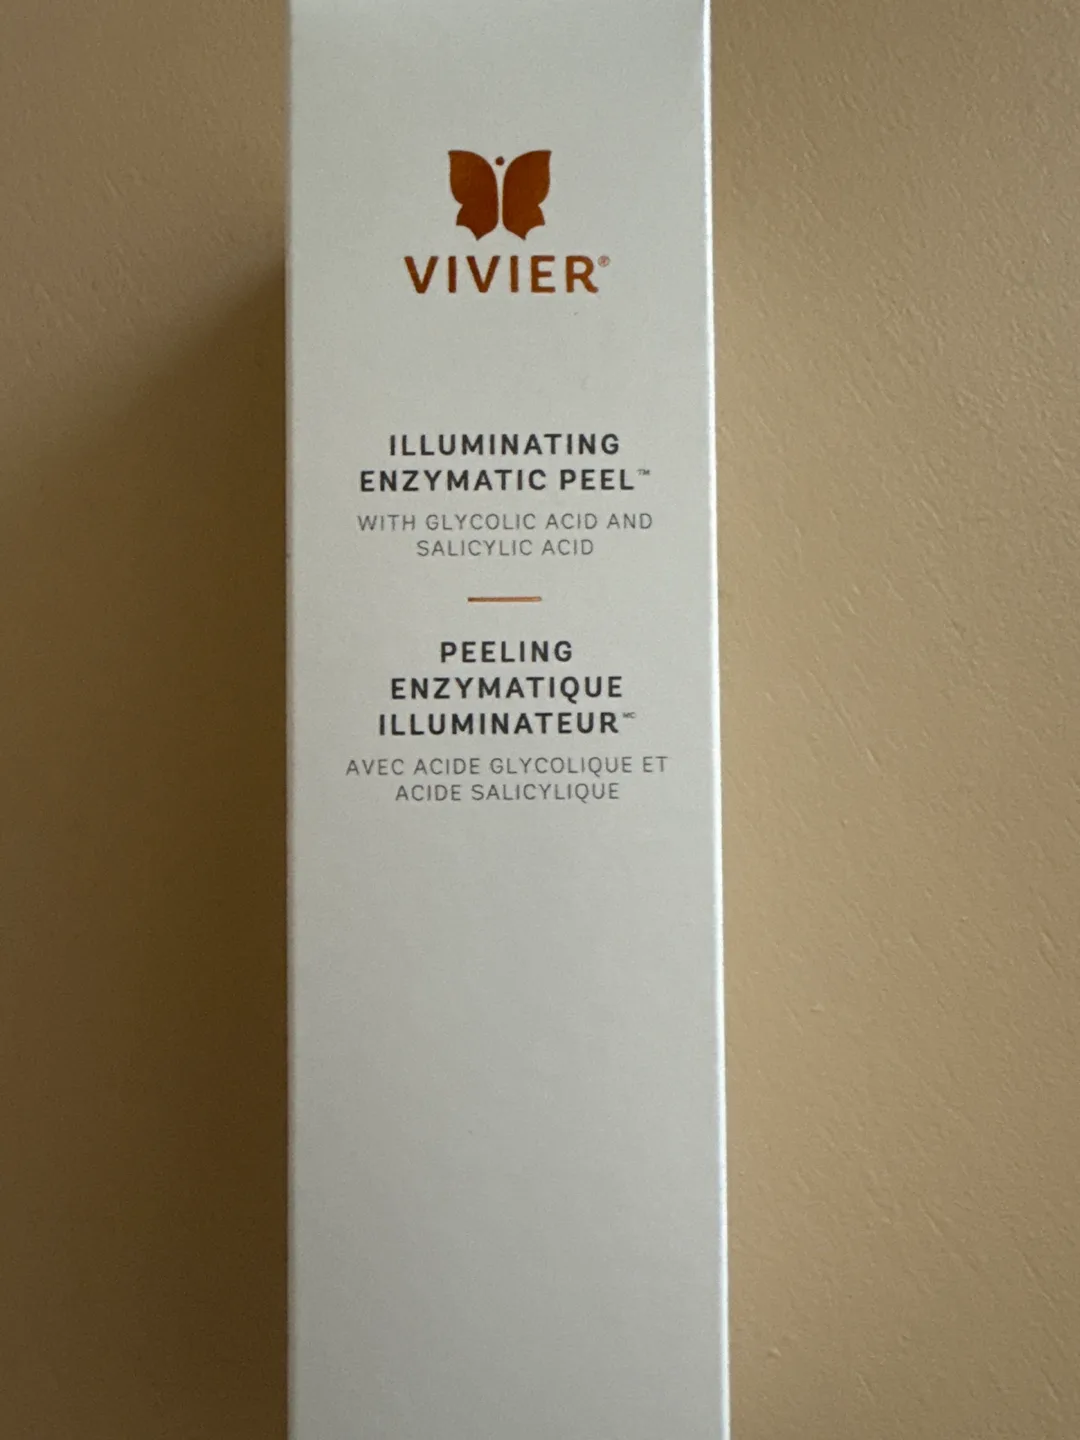 VIVIER®
ILLUMINATING
ENZYMATIC PEEL™
WITH GLYCOLIC ACID AND
SALICYLIC ACID
PEELING
ENZYMATIQUE
ILLUMINATEUR MC
AVEC ACIDE GLYCOLIQUE ET
ACIDE SALICYLIQUE